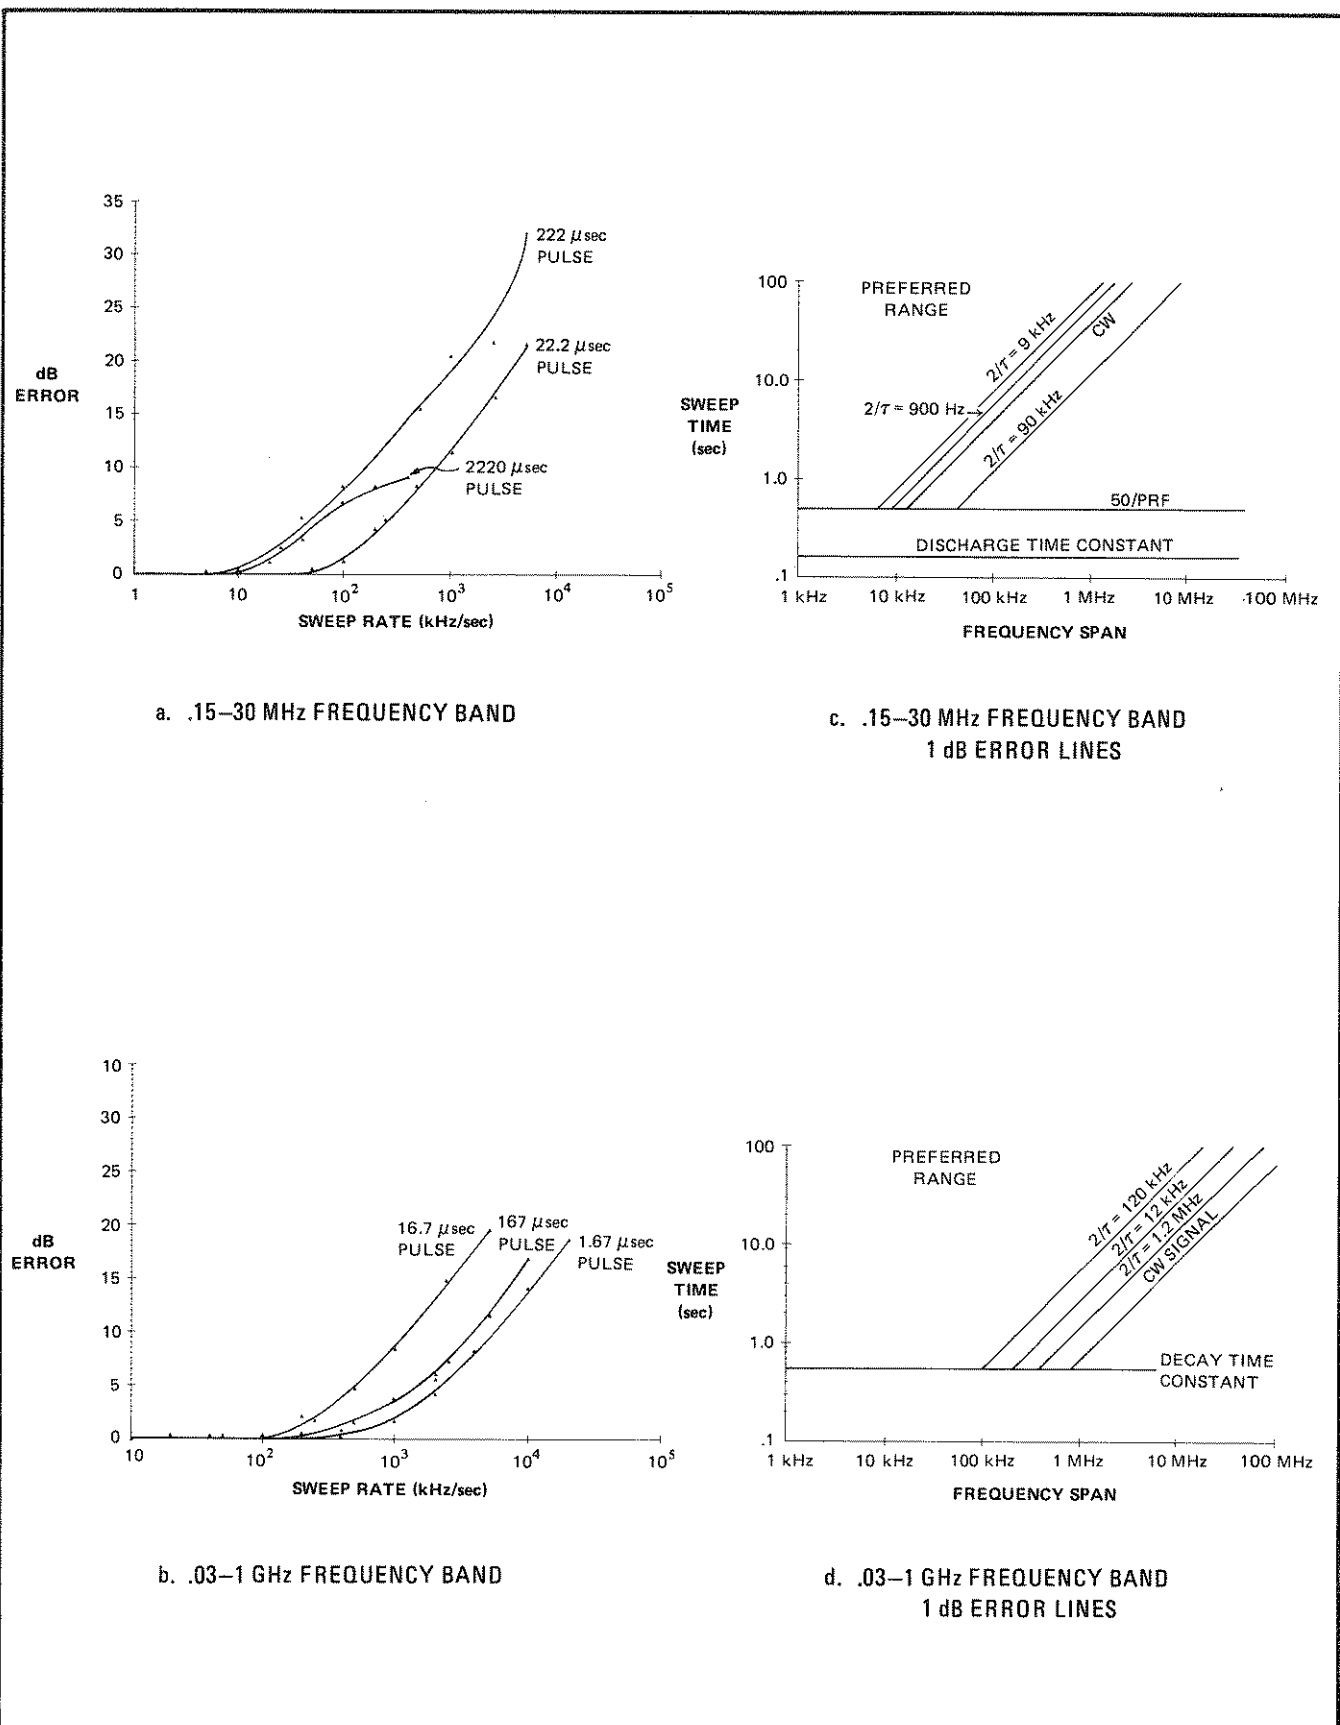 35
30
25
20
15
10
5
0
dB
ERROR
222 μsec
PULSE
22.2 μsec
PULSE
2220 μsec
PULSE
1
10
10²
10³
10⁴
10⁵
SWEEP RATE (kHz/sec)
a. .15–30 MHz FREQUENCY BAND
100
10.0
1.0
.1
SWEEP
TIME
(sec)
PREFERRED
RANGE
2/τ = 9 kHz
2/τ = 900 Hz
CW
2/τ = 90 kHz
50/PRF
DISCHARGE TIME CONSTANT
1 kHz
10 kHz
100 kHz
1 MHz
10 MHz
100 MHz
FREQUENCY SPAN
c. .15–30 MHz FREQUENCY BAND
1 dB ERROR LINES
10
30
25
20
15
10
5
0
dB
ERROR
16.7 μsec
PULSE
167 μsec
PULSE
1.67 μsec
PULSE
10
10²
10³
10⁴
10⁵
SWEEP RATE (kHz/sec)
b. .03–1 GHz FREQUENCY BAND
100
10.0
1.0
.1
SWEEP
TIME
(sec)
PREFERRED
RANGE
2/τ = 120 kHz
2/τ = 12 kHz
2/τ = 1.2 MHz
CW SIGNAL
DECAY TIME
CONSTANT
1 kHz
10 kHz
100 kHz
1 MHz
10 MHz
100 MHz
FREQUENCY SPAN
d. .03–1 GHz FREQUENCY BAND
1 dB ERROR LINES